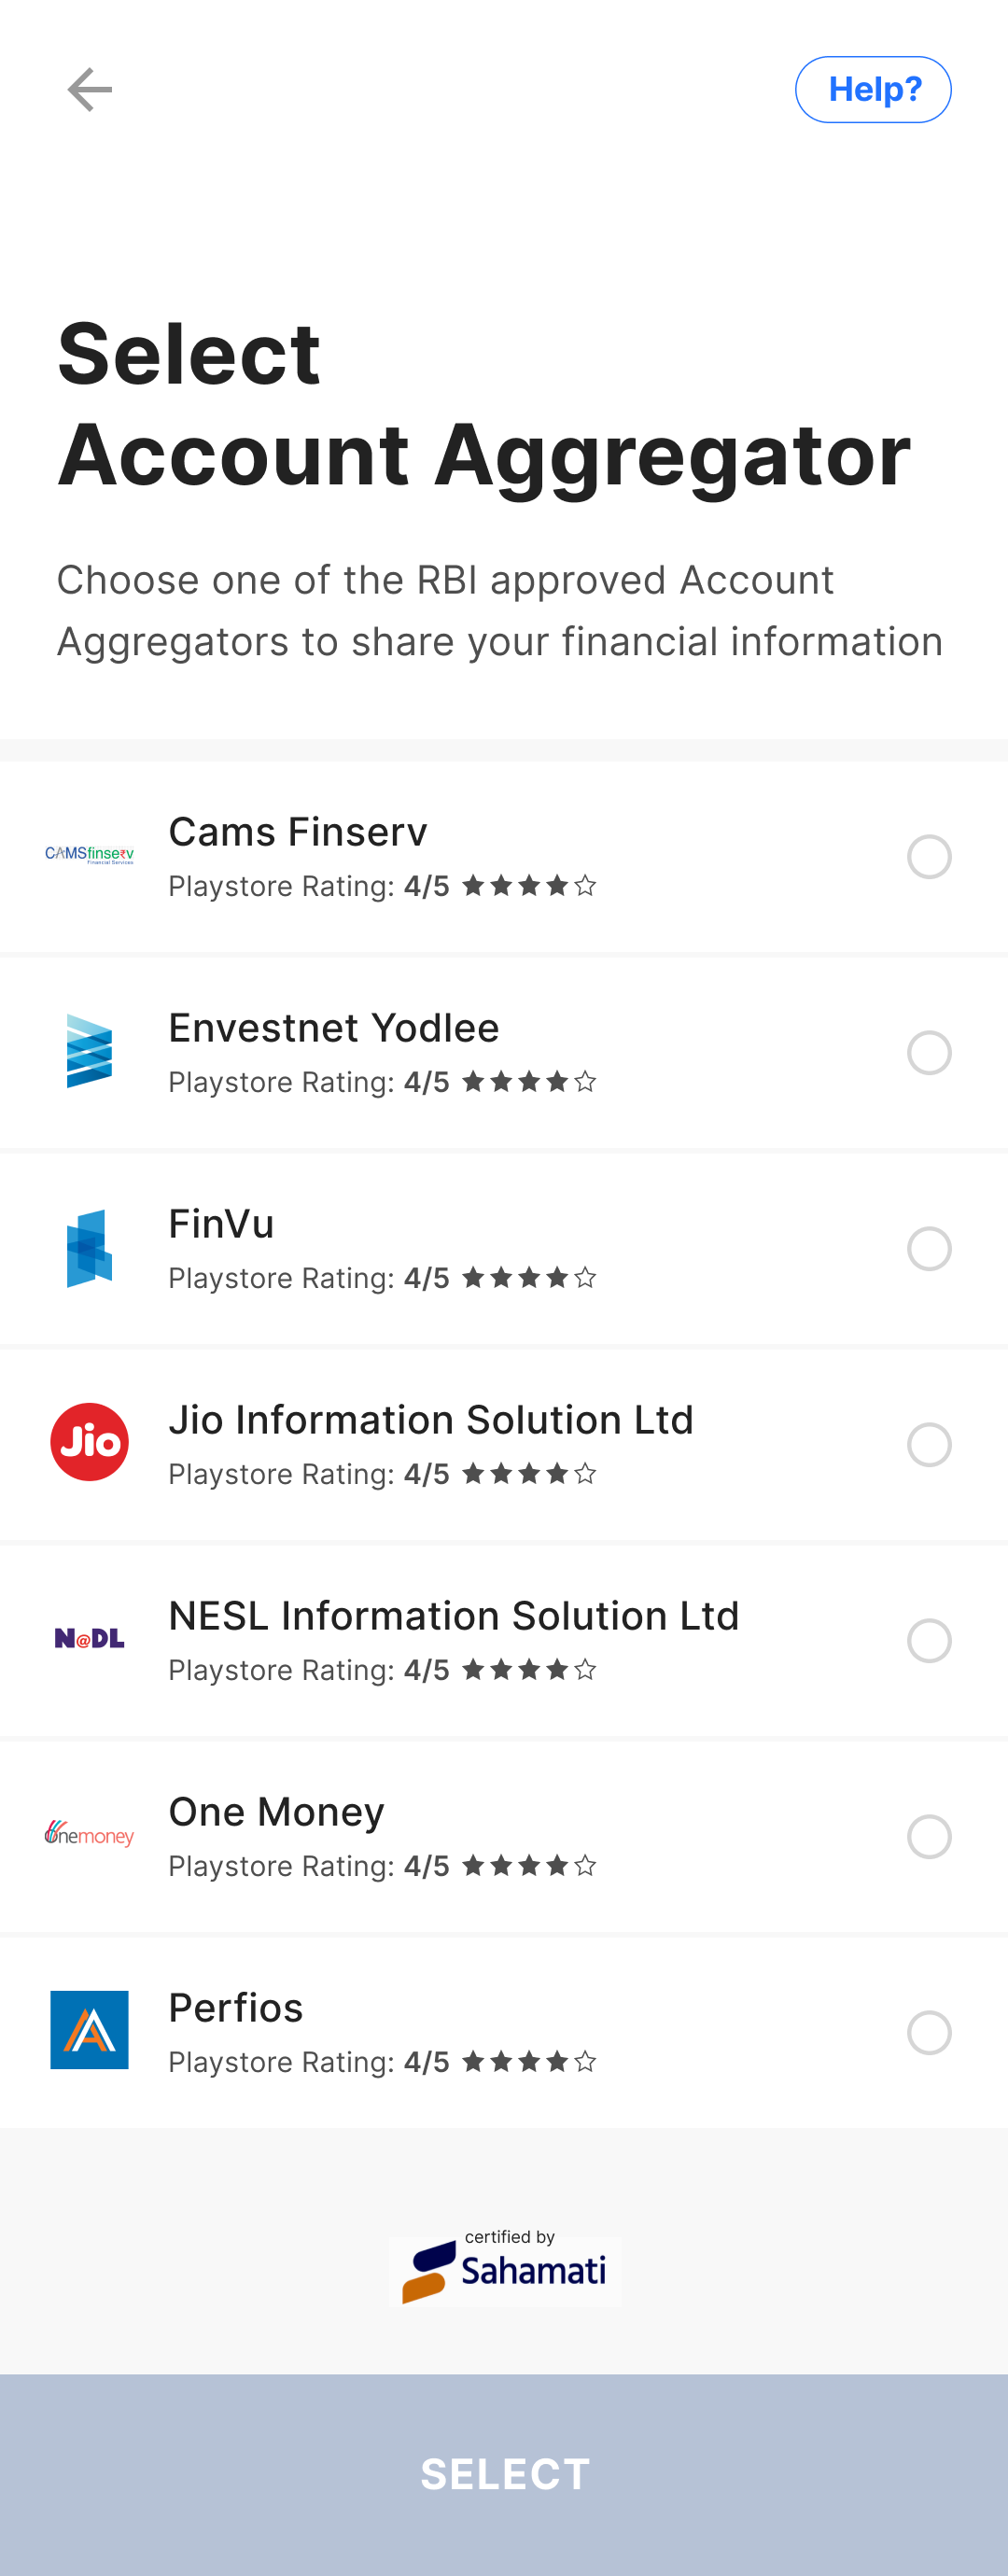 Help?
Select
Account Aggregator
Choose one of the RBI approved Account
Aggregators to share your financial information
CAMSfinserv
Financial Services
Cams Finserv
Playstore Rating: 4/5 ★★★★☆
Envestnet Yodlee
Playstore Rating: 4/5 ★★★★☆
FinVu
Playstore Rating: 4/5 ★★★★☆
Jio
Jio Information Solution Ltd
Playstore Rating: 4/5 ★★★★☆
N@DL
NESL Information Solution Ltd
Playstore Rating: 4/5 ★★★★☆
Onemoney
One Money
Playstore Rating: 4/5 ★★★★☆
Perfios
Playstore Rating: 4/5 ★★★★☆
certified by
Sahamati
SELECT